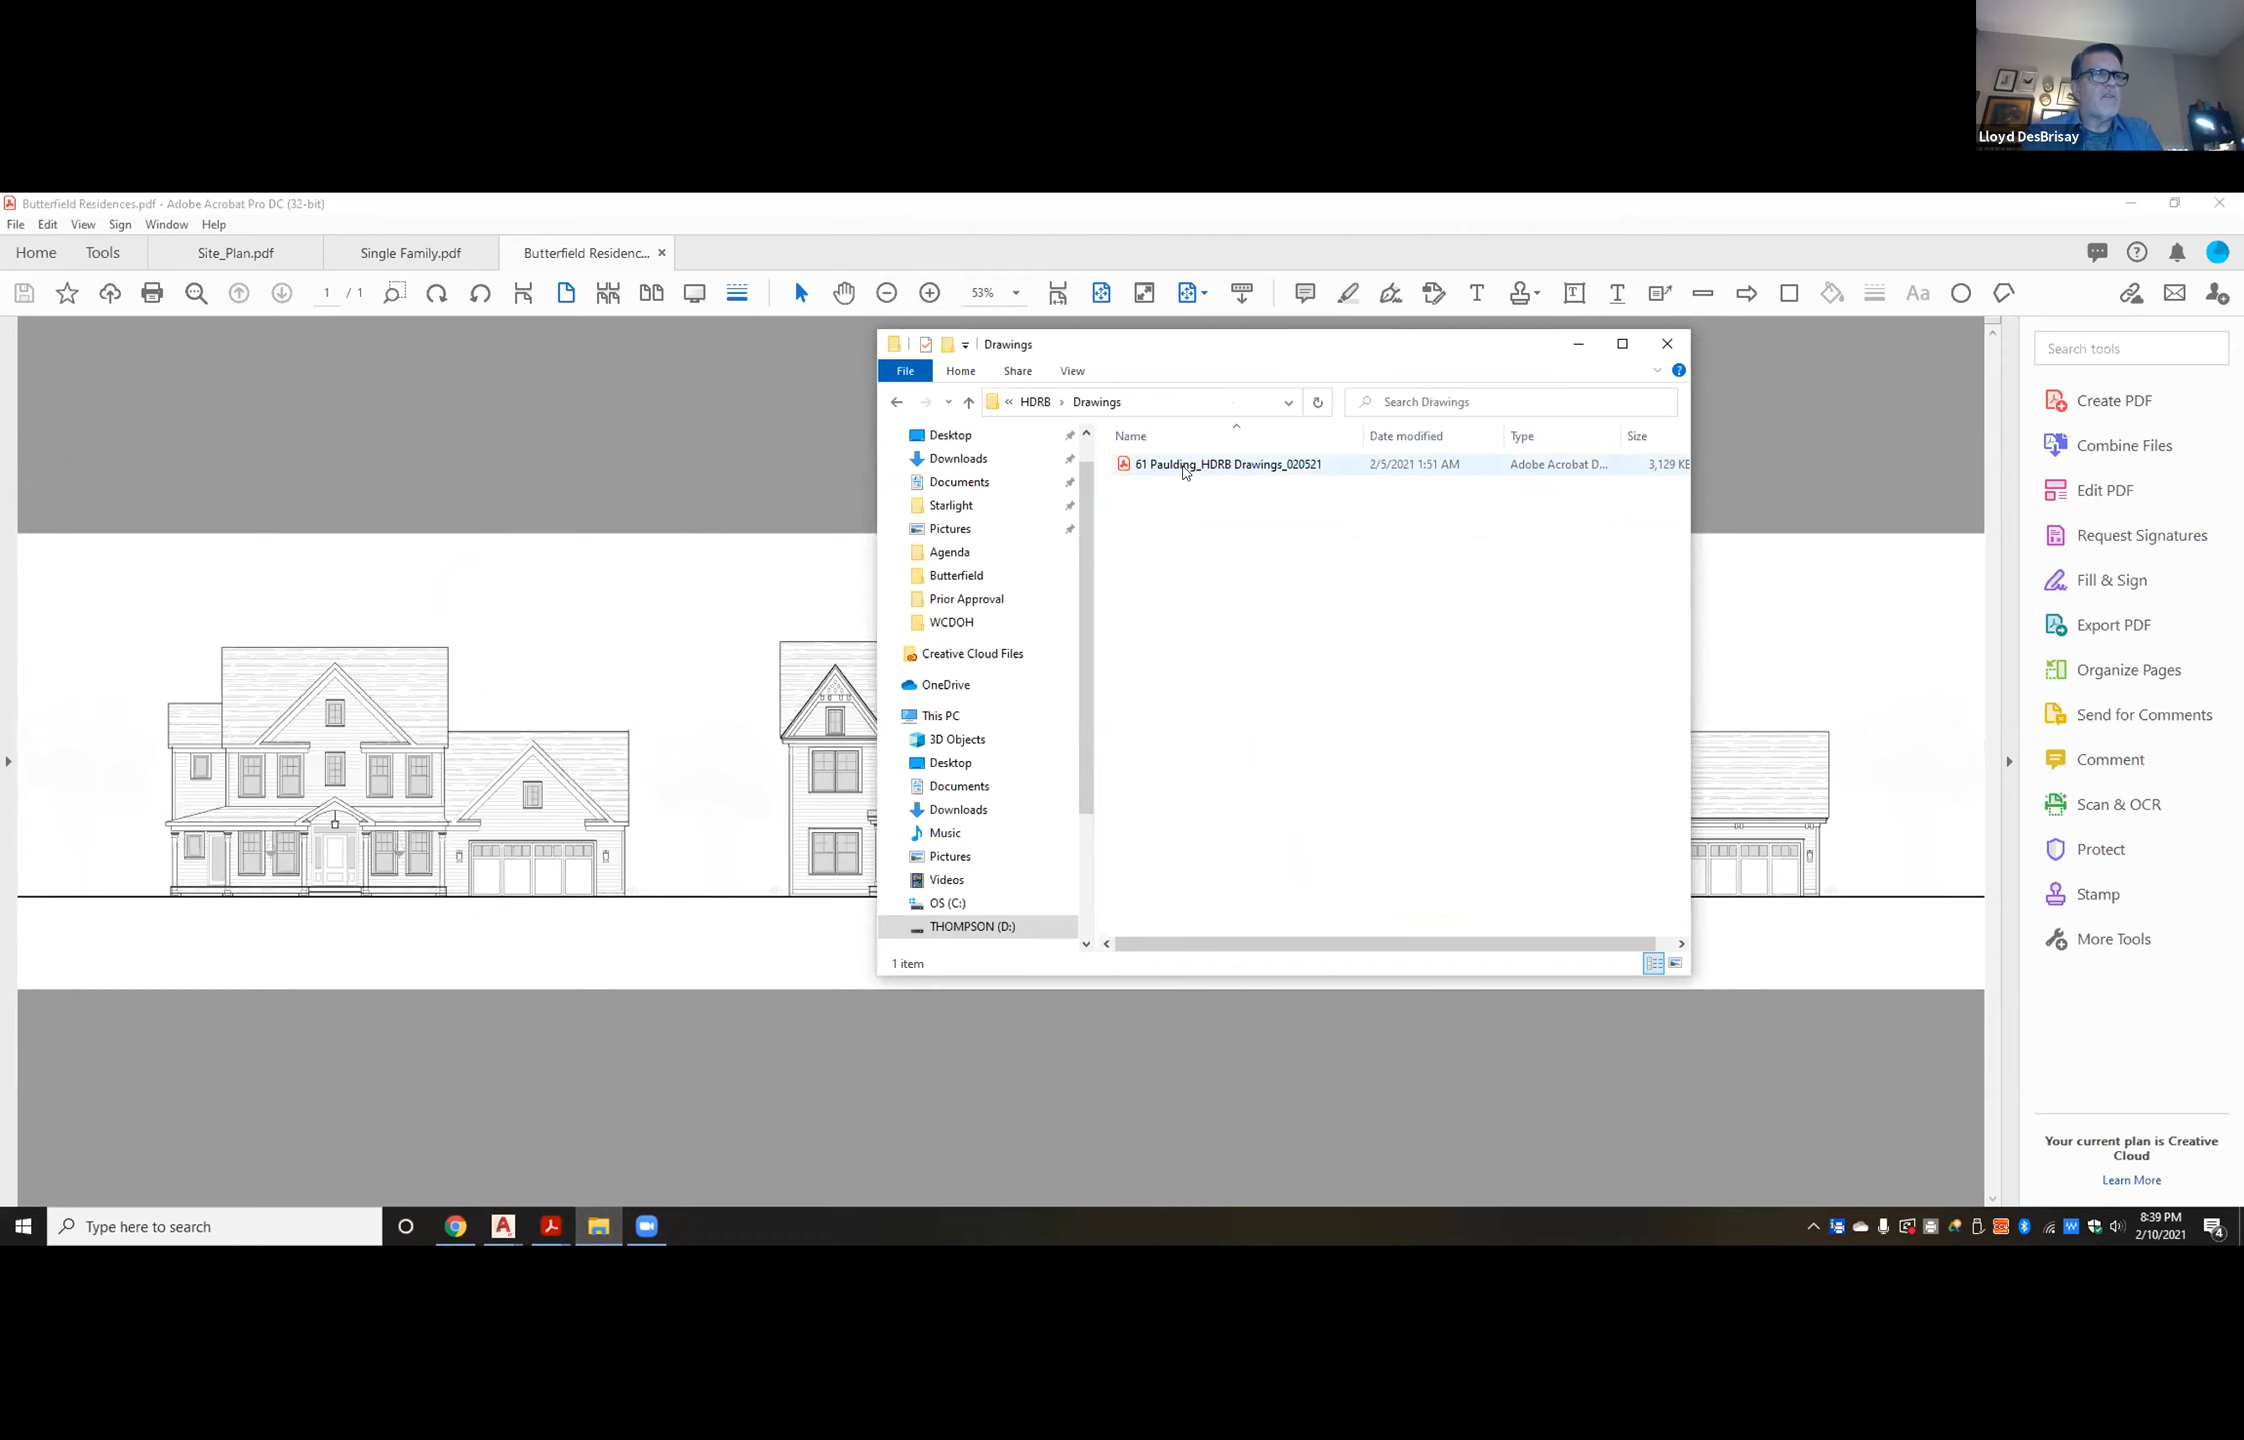 Lloyd DesBrisay
Butterfield Residences.pdf - Adobe Acrobat Pro DC (32-bit)
File Edit View Sign Window Help
Home Tools Site_Plan.pdf Single Family.pdf Butterfield Residenc... ×
1 / 1 53% Aa
Search tools
Create PDF
Combine Files
Edit PDF
Request Signatures
Fill & Sign
Export PDF
Organize Pages
Send for Comments
Comment
Scan & OCR
Protect
Stamp
More Tools
Your current plan is Creative
Cloud
Learn More
Drawings
File Home Share View
« HDRB › Drawings
Search Drawings
Name Date modified Type Size
61 Paulding_HDRB Drawings_020521 2/5/2021 1:51 AM Adobe Acrobat D... 3,129 KB
Desktop
Downloads
Documents
Starlight
Pictures
Agenda
Butterfield
Prior Approval
WCDOH
Creative Cloud Files
OneDrive
This PC
3D Objects
Desktop
Documents
Downloads
Music
Pictures
Videos
OS (C:)
THOMPSON (D:)
1 item
Type here to search
8:39 PM
2/10/2021
4